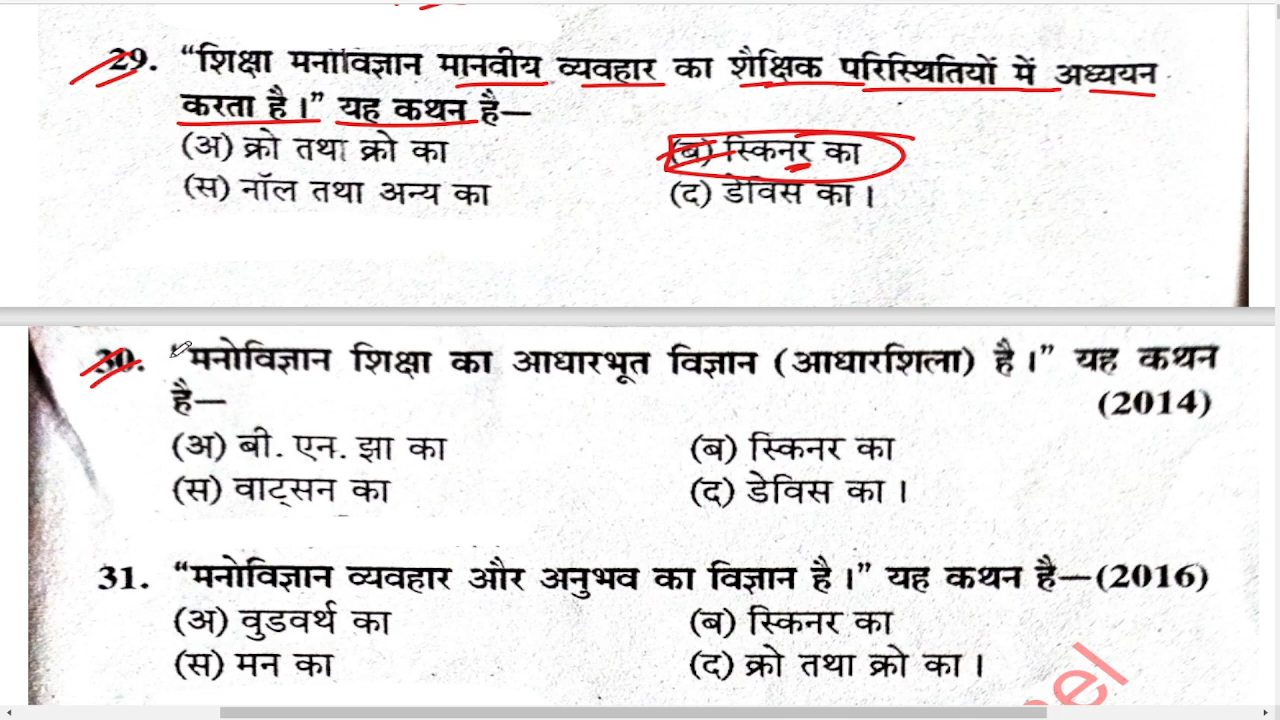 29. “शिक्षा मनोविज्ञान मानवीय व्यवहार का शैक्षिक परिस्थितियों में अध्ययन
करता है।” यह कथन है—
(अ) क्रो तथा क्रो का (ब) स्किनर का
(स) नॉल तथा अन्य का (द) डेविस का।
30. “मनोविज्ञान शिक्षा का आधारभूत विज्ञान (आधारशिला) है।” यह कथन
है— (2014)
(अ) बी. एन. झा का (ब) स्किनर का
(स) वाट्सन का (द) डेविस का।
31. “मनोविज्ञान व्यवहार और अनुभव का विज्ञान है।” यह कथन है—(2016)
(अ) वुडवर्थ का (ब) स्किनर का
(स) मन का (द) क्रो तथा क्रो का।